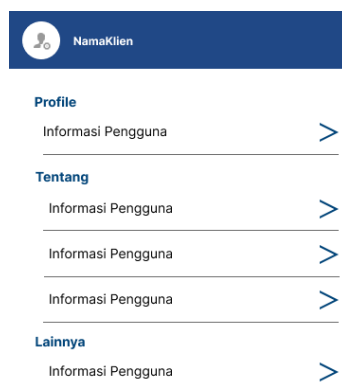 NamaKlien
Profile
Informasi Pengguna
Tentang
Informasi Pengguna
Informasi Pengguna
Informasi Pengguna
Lainnya
Informasi Pengguna